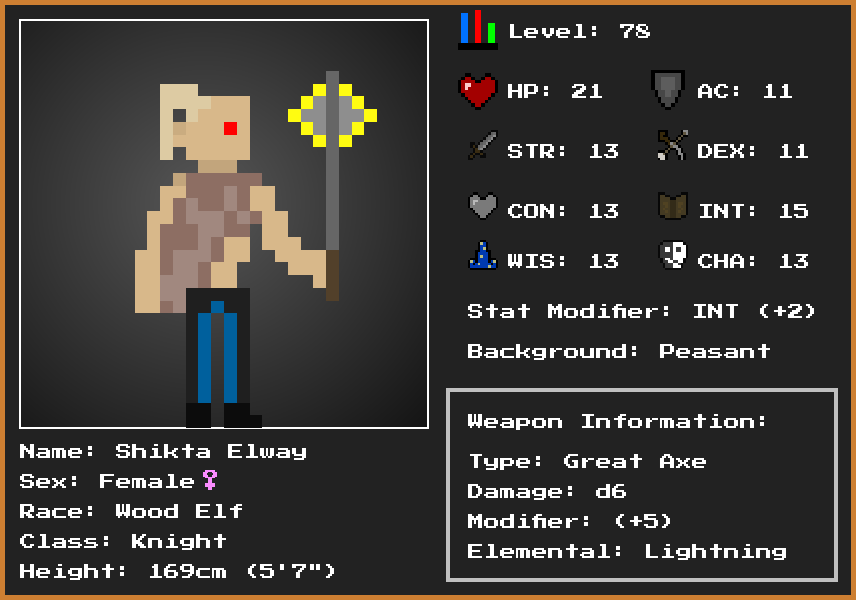 Level: 78
HP: 21 AC: 11
STR: 13 DEX: 11
CON: 13 INT: 15
WIS: 13 CHA: 13
Stat Modifier: INT (+2)
Background: Peasant
Weapon Information:
Type: Great Axe
Damage: d6
Modifier: (+5)
Elemental: Lightning
Name: Shikta Elway
Sex: Female♀
Race: Wood Elf
Class: Knight
Height: 169cm (5'7")